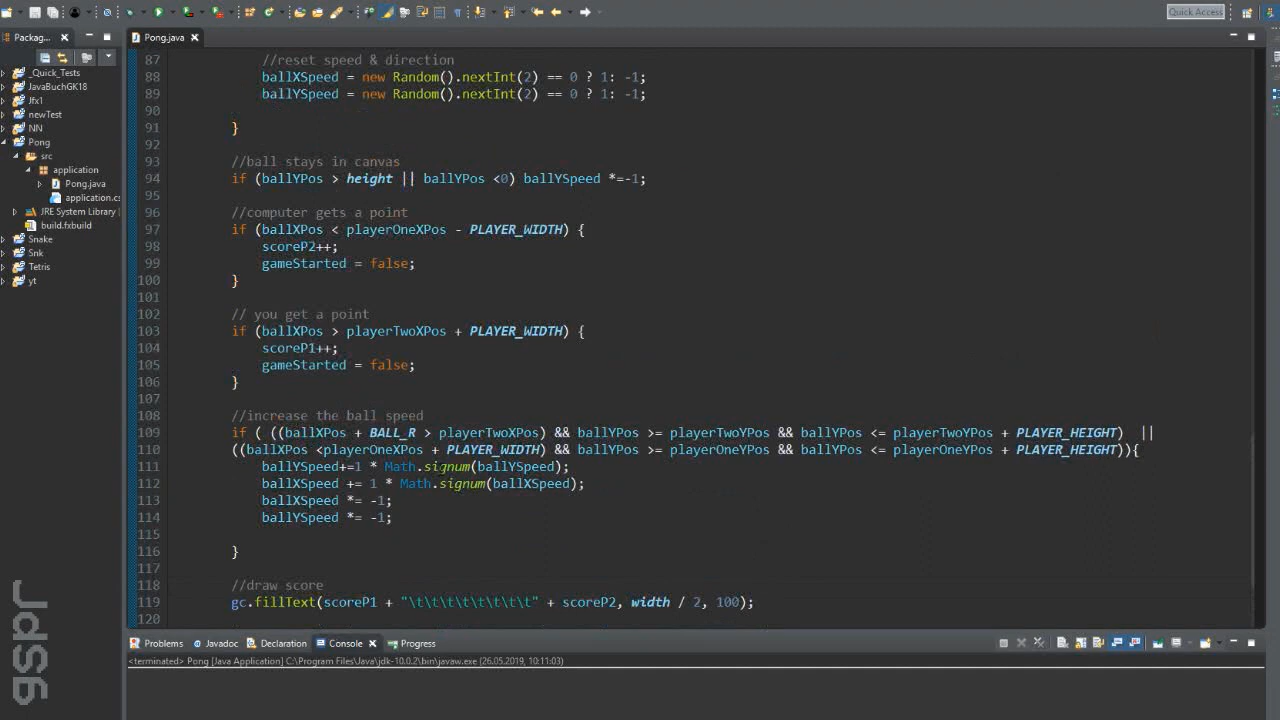 Quick Access
Packag...
Pong.java
_Quick_Tests
JavaBuchGK18
Jfx1
newTest
NN
Pong
src
application
Pong.java
application.cs
JRE System Library [
build.fxbuild
Snake
Snk
Tetris
yt
87 //reset speed & direction
88 ballXSpeed = new Random().nextInt(2) == 0 ? 1: -1;
89 ballYSpeed = new Random().nextInt(2) == 0 ? 1: -1;
90
91 }
92
93 //ball stays in canvas
94 if (ballYPos > height || ballYPos <0) ballYSpeed *=-1;
95
96 //computer gets a point
97 if (ballXPos < playerOneXPos - PLAYER_WIDTH) {
98 scoreP2++;
99 gameStarted = false;
100 }
101
102 // you get a point
103 if (ballXPos > playerTwoXPos + PLAYER_WIDTH) {
104 scoreP1++;
105 gameStarted = false;
106 }
107
108 //increase the ball speed
109 if ( ((ballXPos + BALL_R > playerTwoXPos) && ballYPos >= playerTwoYPos && ballYPos <= playerTwoYPos + PLAYER_HEIGHT) ||
110 ((ballXPos <playerOneXPos + PLAYER_WIDTH) && ballYPos >= playerOneYPos && ballYPos <= playerOneYPos + PLAYER_HEIGHT)){
111 ballYSpeed+=1 * Math.signum(ballYSpeed);
112 ballXSpeed += 1 * Math.signum(ballXSpeed);
113 ballXSpeed *= -1;
114 ballYSpeed *= -1;
115
116 }
117
118 //draw score
119 gc.fillText(scoreP1 + "\t\t\t\t\t\t\t\t" + scoreP2, width / 2, 100);
120
Problems Javadoc Declaration Console Progress
<terminated> Pong [Java Application] C:\Program Files\Java\jdk-10.0.2\bin\javaw.exe (26.05.2019, 10:11:03)